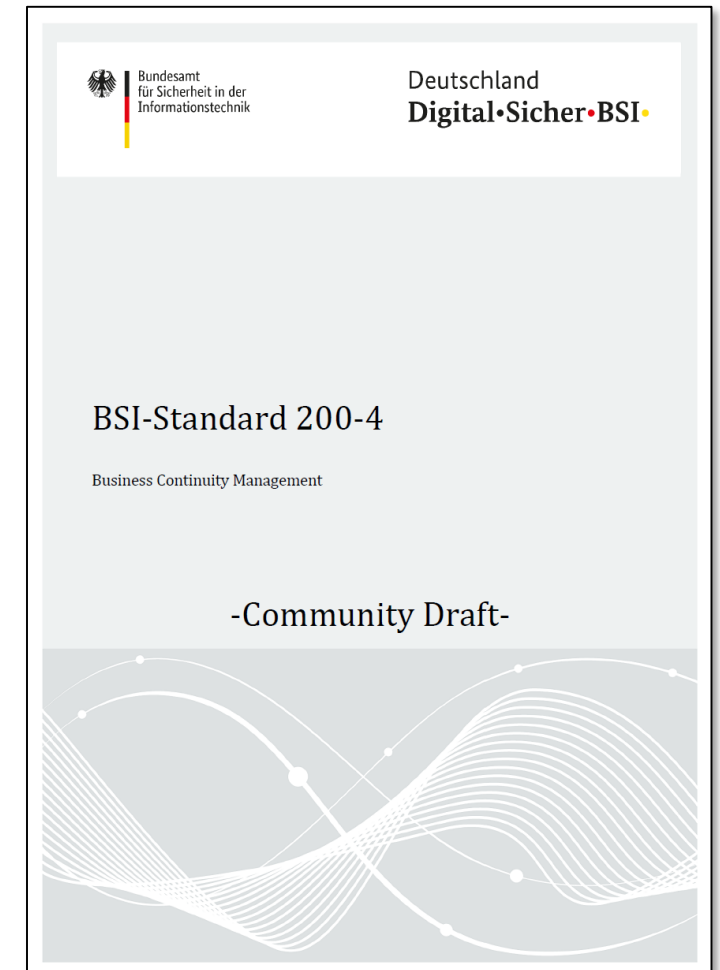 Bundesamt
für Sicherheit in der
Informationstechnik
Deutschland
Digital•Sicher•BSI•
BSI-Standard 200-4
Business Continuity Management
-Community Draft-